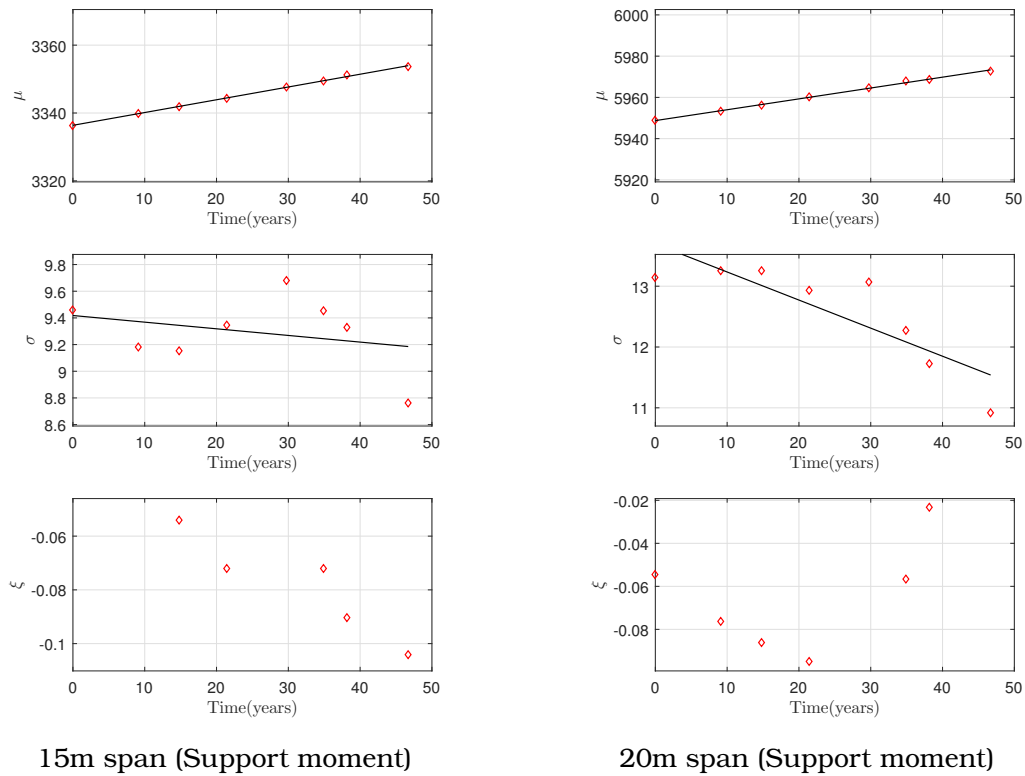 3360
μ
3340
3320
0 10 20 30 40 50
Time(years)
6000
5980
μ
5960
5940
5920
0 10 20 30 40 50
Time(years)
9.8
9.6
9.4
σ
9.2
9
8.8
8.6
0 10 20 30 40 50
Time(years)
13
σ
12
11
0 10 20 30 40 50
Time(years)
-0.06
ξ
-0.08
-0.1
0 10 20 30 40 50
Time(years)
-0.02
-0.04
ξ
-0.06
-0.08
0 10 20 30 40 50
Time(years)
15m span (Support moment)
20m span (Support moment)